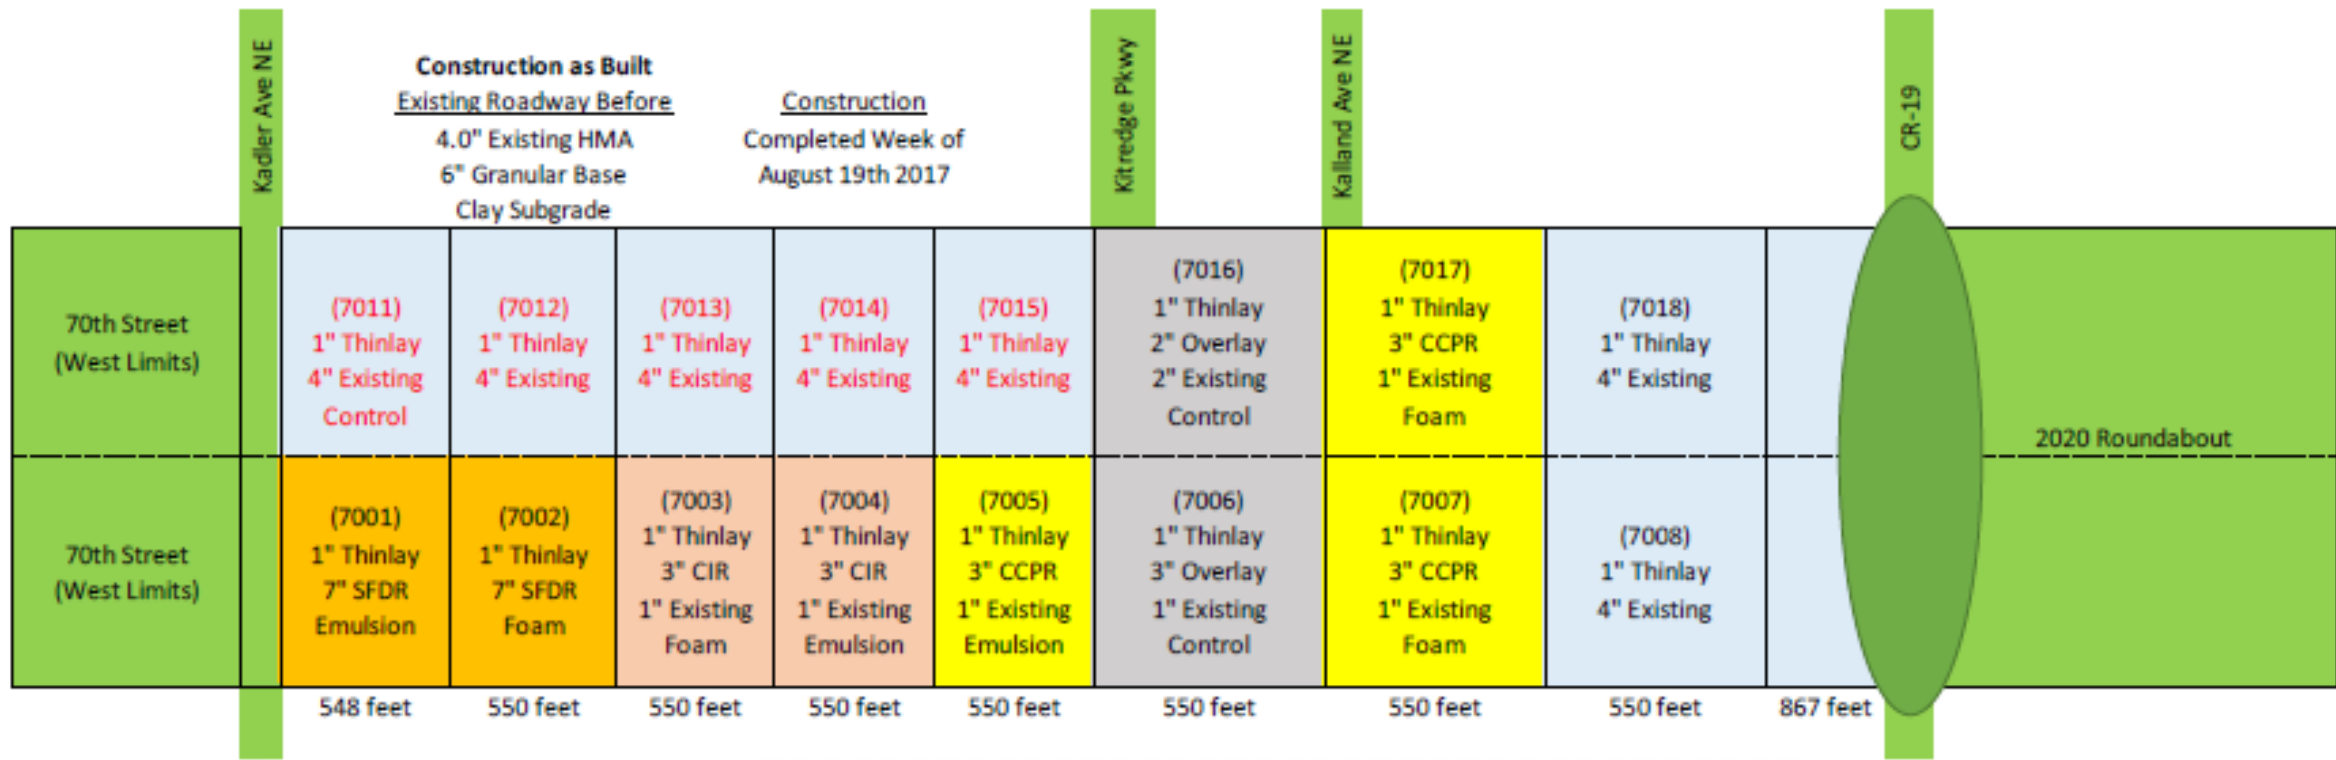 Kadler Ave NE
Construction as Built
Existing Roadway Before
4.0" Existing HMA
6" Granular Base
Clay Subgrade
Construction
Completed Week of
August 19th 2017
Kitredge Pkwy
Kalland Ave NE
CR-19
70th Street
(West Limits)
(7011)
1" Thinlay
4" Existing
Control
(7012)
1" Thinlay
4" Existing
(7013)
1" Thinlay
4" Existing
(7014)
1" Thinlay
4" Existing
(7015)
1" Thinlay
4" Existing
(7016)
1" Thinlay
2" Overlay
2" Existing
Control
(7017)
1" Thinlay
3" CCPR
1" Existing
Foam
(7018)
1" Thinlay
4" Existing
2020 Roundabout
70th Street
(West Limits)
(7001)
1" Thinlay
7" SFDR
Emulsion
(7002)
1" Thinlay
7" SFDR
Foam
(7003)
1" Thinlay
3" CIR
1" Existing
Foam
(7004)
1" Thinlay
3" CIR
1" Existing
Emulsion
(7005)
1" Thinlay
3" CCPR
1" Existing
Emulsion
(7006)
1" Thinlay
3" Overlay
1" Existing
Control
(7007)
1" Thinlay
3" CCPR
1" Existing
Foam
(7008)
1" Thinlay
4" Existing
548 feet
550 feet
550 feet
550 feet
550 feet
550 feet
550 feet
550 feet
867 feet